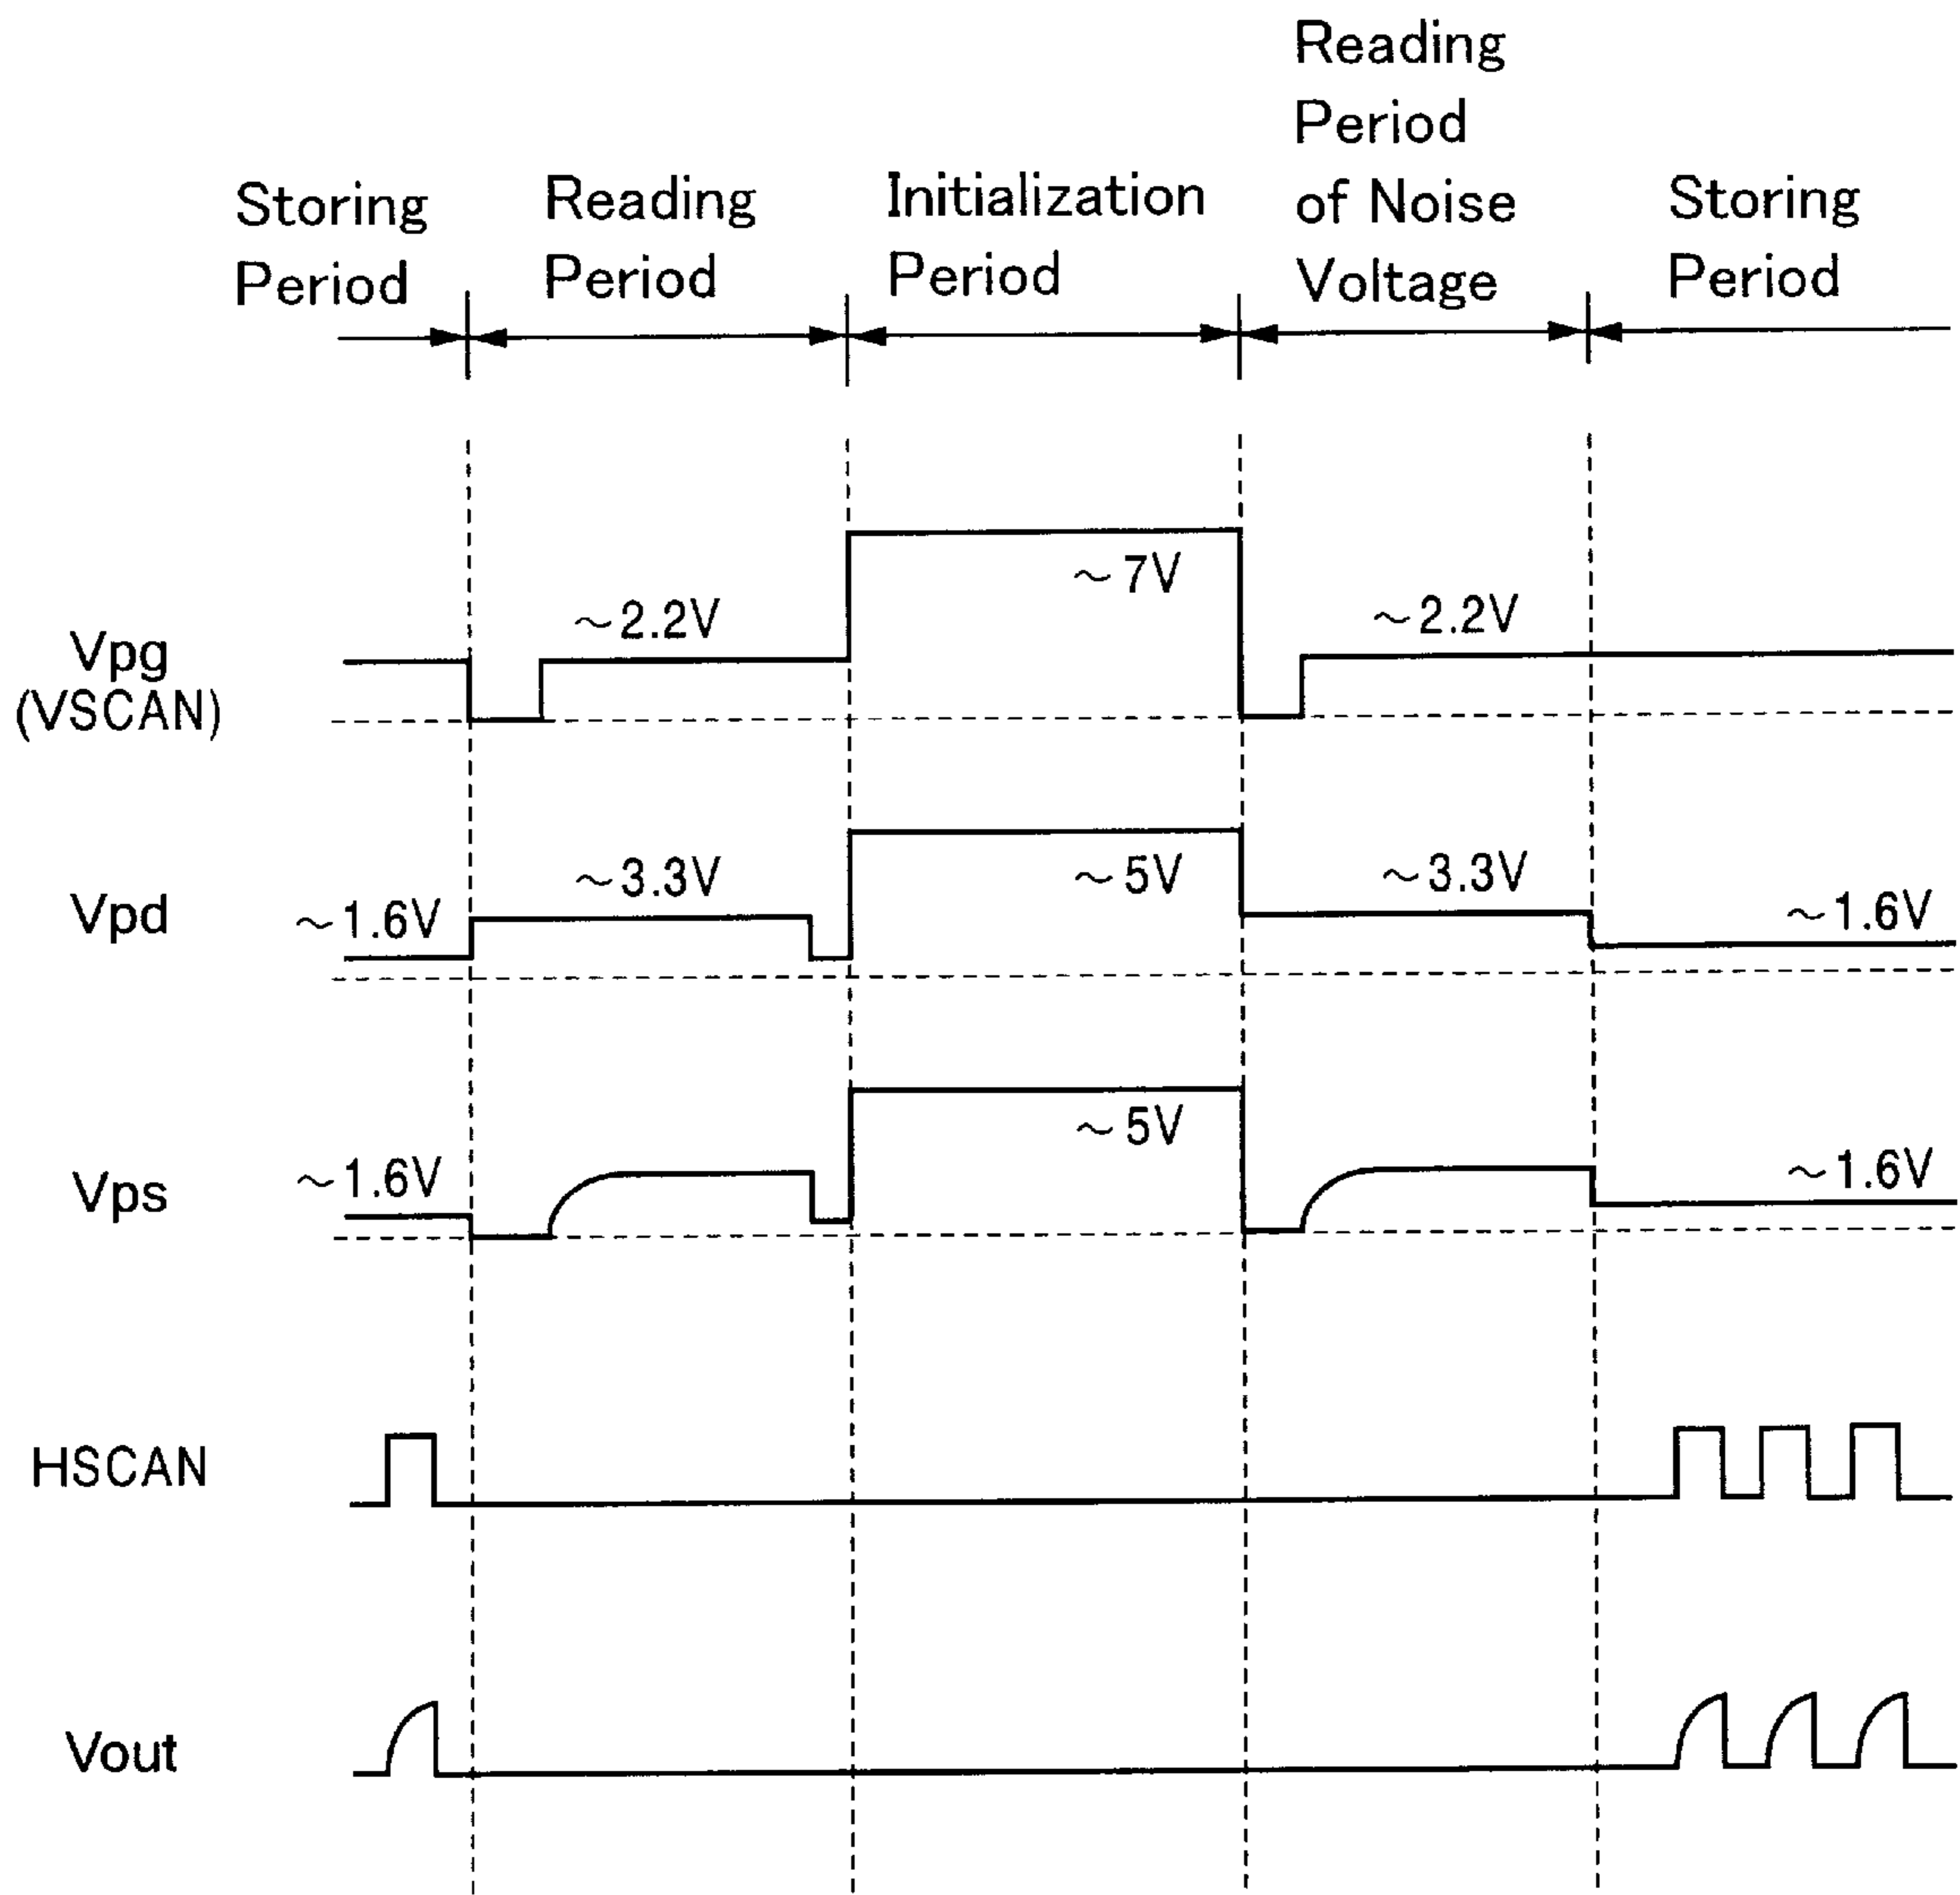 Storing
Period
Reading
Period
Initialization
Period
Reading
Period
of Noise
Voltage
Storing
Period
Vpg
(VSCAN)
~2.2V
~7V
~2.2V
Vpd
~1.6V
~3.3V
~5V
~3.3V
~1.6V
Vps
~1.6V
~5V
~1.6V
HSCAN
Vout